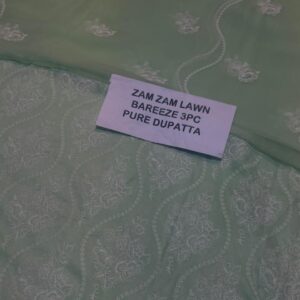 ZAM ZAM LAWN
BAREEZE 3PC
PURE DUPATTA